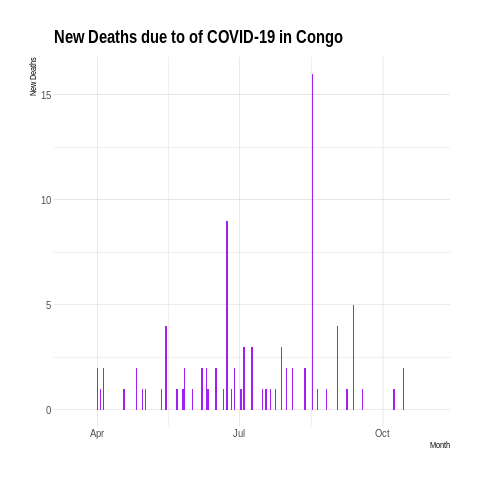 New Deaths due to of COVID-19 in Congo
New Deaths
15
10
5
0
Apr Jul Oct
Month